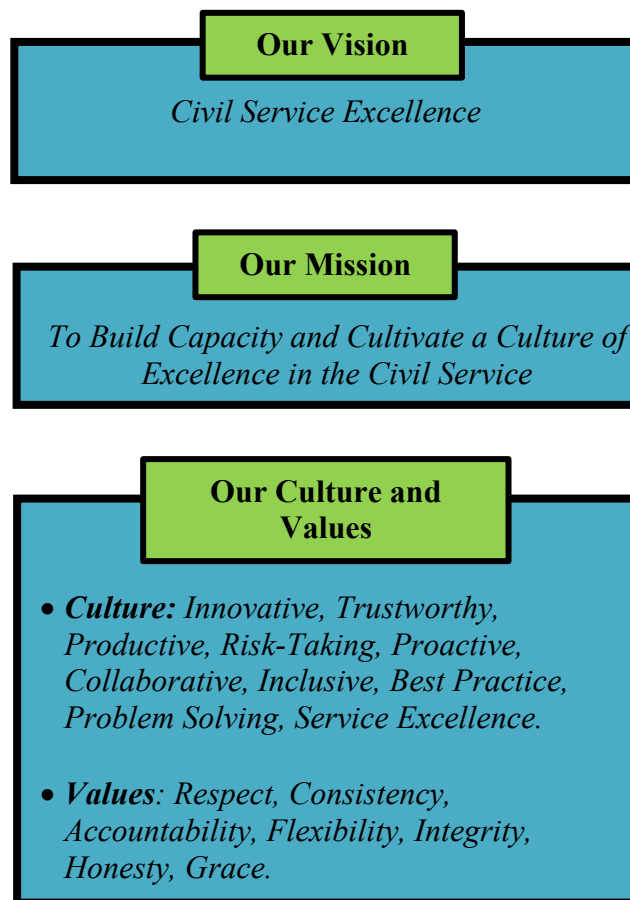 Our Vision
Civil Service Excellence
Our Mission
To Build Capacity and Cultivate a Culture of
Excellence in the Civil Service
Our Culture and
Values
• Culture: Innovative, Trustworthy,
Productive, Risk-Taking, Proactive,
Collaborative, Inclusive, Best Practice,
Problem Solving, Service Excellence.
• Values: Respect, Consistency,
Accountability, Flexibility, Integrity,
Honesty, Grace.